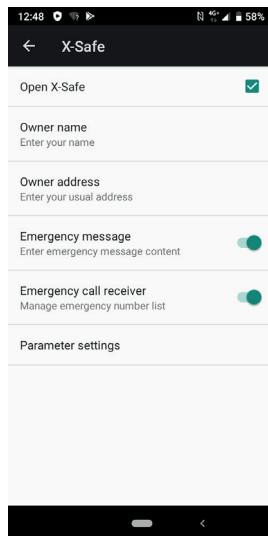 12:48 4G+ 58%
X-Safe
Open X-Safe
Owner name
Enter your name
Owner address
Enter your usual address
Emergency message
Enter emergency message content
Emergency call receiver
Manage emergency number list
Parameter settings